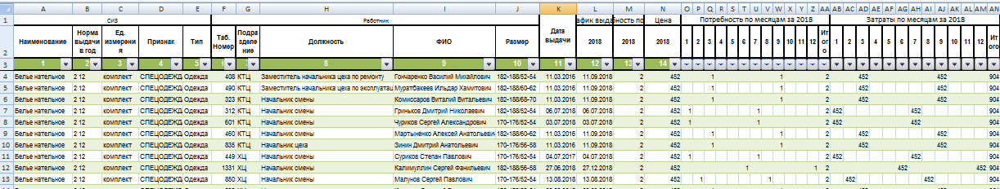 A B C D E F G H I J K L M N O P Q R S T U V W X Y Z AA AB AC AD AE AF AG AH AI AJ AK AL AM AN
1 СИЗ Работник афик выда бность по Цена Потребность по месяцам за 2018 Затраты по месяцам за 2018
2 Наименование Норма выдачи в год Ед. измерения Признак Тип Таб. Номер Подразделение Должность ФИО Размер Дата выдачи 2018 2018 2018 1 2 3 4 5 6 7 8 9 10 11 12 Итого 1 2 3 4 5 6 7 8 9 10 11 12 Итого
3 1 2 3 4 5 7 8 9 10 11 12 13 14
4 Белье нательное 2 12 комплект СПЕЦОДЕЖД Одежда 408 КТЦ Заместитель начальника цеха по ремонту Гончаренко Василий Михайлович 182-188/52-54 11.03.2016 11.09.2018 2 452 1 1 2 452 452 904
5 Белье нательное 2 12 комплект СПЕЦОДЕЖД Одежда 490 КТЦ Заместитель начальника цеха по эксплуатац Муратбакеев Ильдар Хамитович 182-188/60-62 11.03.2016 11.09.2018 2 452 1 1 2 452 452 904
6 Белье нательное 2 12 комплект СПЕЦОДЕЖД Одежда 323 КТЦ Начальник смены Комиссаров Виталий Витальевич 182-188/68-70 11.03.2016 11.09.2018 2 452 1 1 2 452 452 904
7 Белье нательное 2 12 комплект СПЕЦОДЕЖД Одежда 312 КТЦ Начальник смены Гриньков Дмитрий Николаевич 182-188/52-54 06.07.2018 06.07.2018 2 452 1 1 2 452 452 904
8 Белье нательное 2 12 комплект СПЕЦОДЕЖД Одежда 601 КТЦ Начальник смены Чуриков Сергей Александрович 170-176/52-54 03.07.2018 03.07.2018 2 452 1 1 2 452 452 904
9 Белье нательное 2 12 комплект СПЕЦОДЕЖД Одежда 460 КТЦ Начальник смены Мартыненко Алексей Анатольевич 182-188/60-62 11.03.2016 11.09.2018 2 452 1 1 2 452 452 904
10 Белье нательное 2 12 комплект СПЕЦОДЕЖД Одежда 835 КТЦ Начальник цеха Зинин Дмитрий Анатольевич 170-176/56-58 11.03.2016 11.09.2018 2 452 1 1 2 452 452 904
11 Белье нательное 2 12 комплект СПЕЦОДЕЖД Одежда 449 ХЦ Начальник смены Суриков Степан Павлович 170-176/52-54 04.07.2017 04.07.2018 2 452 1 1 2 452 452 904
12 Белье нательное 2 12 комплект СПЕЦОДЕЖД Одежда 1331 ХЦ Начальник смены Калимуллин Сергей Фанильевич 182-188/56-58 27.06.2018 27.12.2018 2 452 1 1 2 452 452 904
13 Белье нательное 2 12 комплект СПЕЦОДЕЖД Одежда 850 ХЦ Начальник смены Малунов Сергей Павлович 170-176/52-54 13.08.2018 13.08.2018 2 452 1 1 2 452 452 904